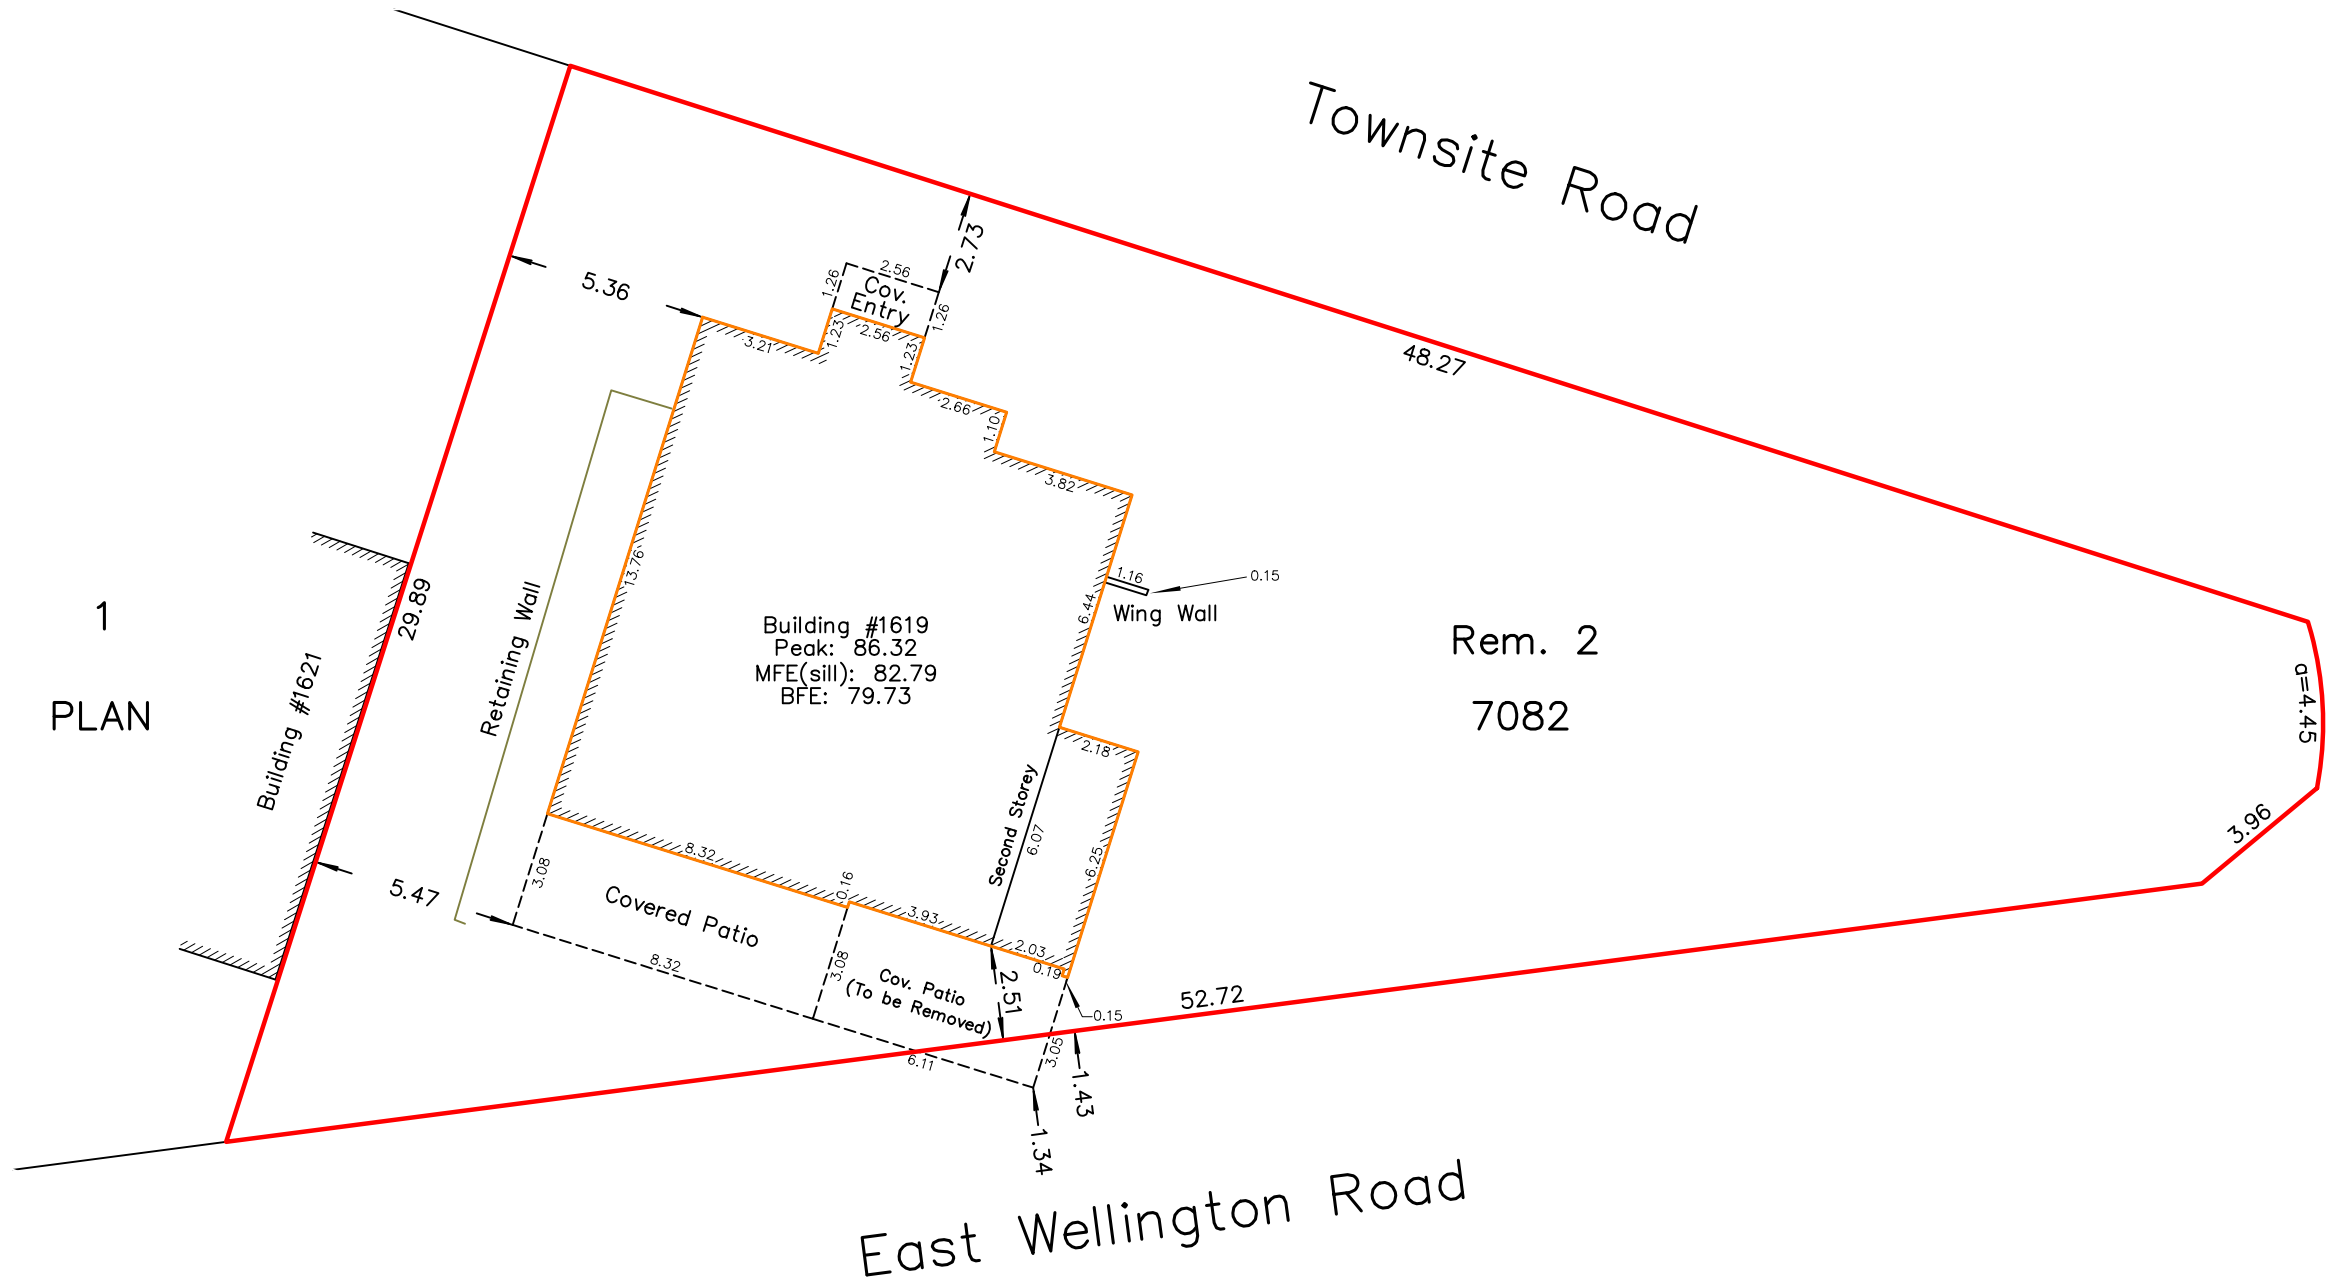 Townsite Road
2.73
2.56
1.26
Cov.
Entry
1.26
5.36
2.56
1.23
1.23
3.21
48.27
2.66
1.10
3.82
13.76
1.16
0.15
Wing Wall
6.44
29.89
1
PLAN
Building #1621
Retaining Wall
Building #1619
Peak: 86.32
MFE(sill): 82.79
BFE: 79.73
Rem. 2
7082
a=4.45
3.96
2.18
Second Storey
6.07
6.25
8.32
0.16
3.08
3.93
5.47
Covered Patio
2.03
0.19
8.32
3.08
Cov. Patio
(To be Removed)
2.51
0.15
52.72
3.05
6.11
1.43
1.34
East Wellington Road